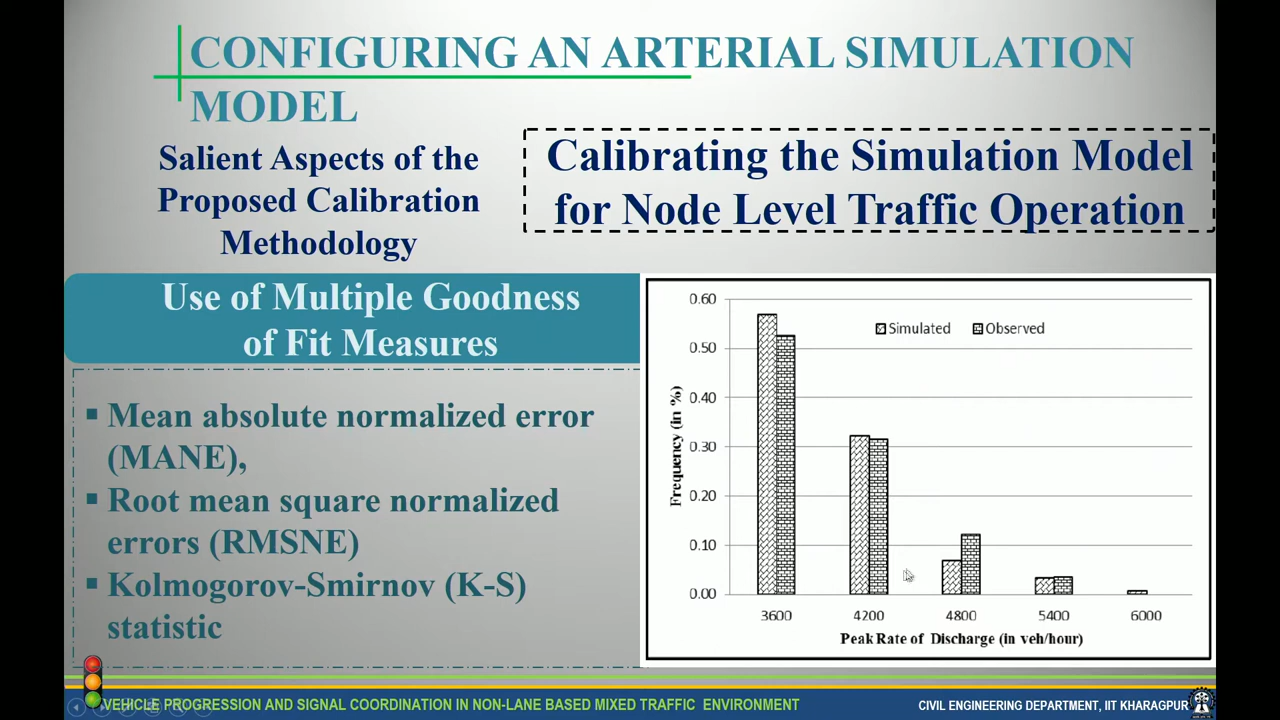 CONFIGURING AN ARTERIAL SIMULATION
MODEL
Salient Aspects of the
Proposed Calibration
Methodology
Calibrating the Simulation Model
for Node Level Traffic Operation
Use of Multiple Goodness
of Fit Measures
▪ Mean absolute normalized error
(MANE),
▪ Root mean square normalized
errors (RMSNE)
▪ Kolmogorov-Smirnov (K-S)
statistic
Simulated Observed
Frequency (in %)
0.60
0.50
0.40
0.30
0.20
0.10
0.00
3600 4200 4800 5400 6000
Peak Rate of Discharge (in veh/hour)
VEHICLE PROGRESSION AND SIGNAL COORDINATION IN NON-LANE BASED MIXED TRAFFIC ENVIRONMENT
CIVIL ENGINEERING DEPARTMENT, IIT KHARAGPUR